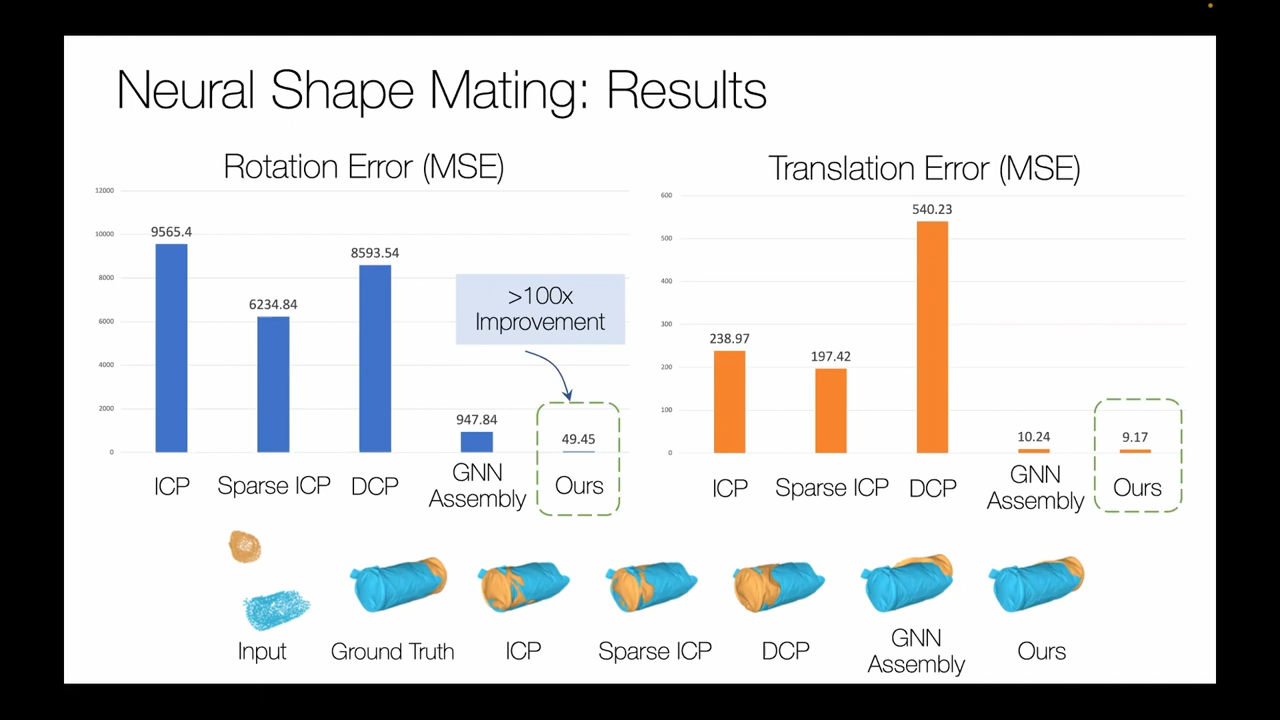 Neural Shape Mating: Results
Rotation Error (MSE)
12000
10000
8000
6000
4000
2000
0
9565.4
6234.84
8593.54
947.84
49.45
>100x
Improvement
ICP
Sparse ICP
DCP
GNN
Assembly
Ours
Translation Error (MSE)
600
500
400
300
200
100
0
238.97
197.42
540.23
10.24
9.17
ICP
Sparse ICP
DCP
GNN
Assembly
Ours
Input
Ground Truth
ICP
Sparse ICP
DCP
GNN
Assembly
Ours